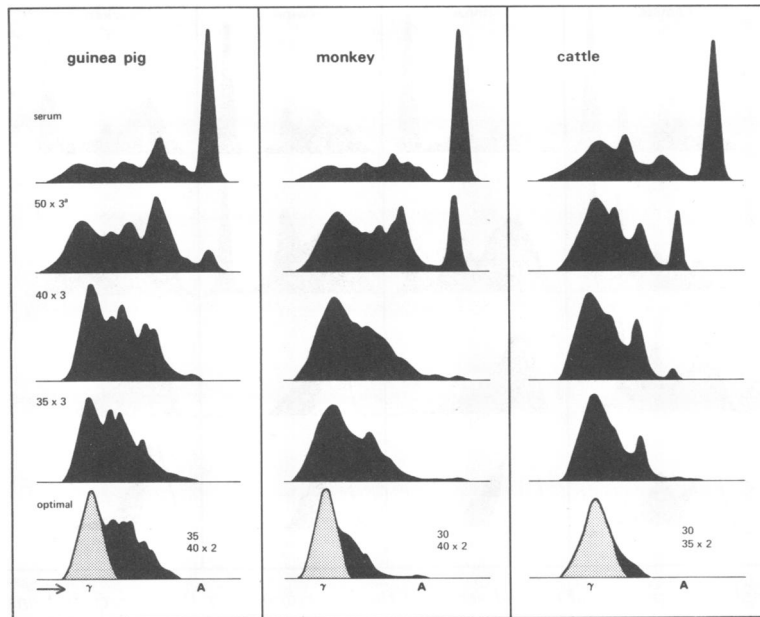 guinea pig
monkey
cattle
serum
50 x 3ª
40 x 3
35 x 3
optimal
35
40 x 2
30
40 x 2
30
35 x 2
γ A
γ A
γ A